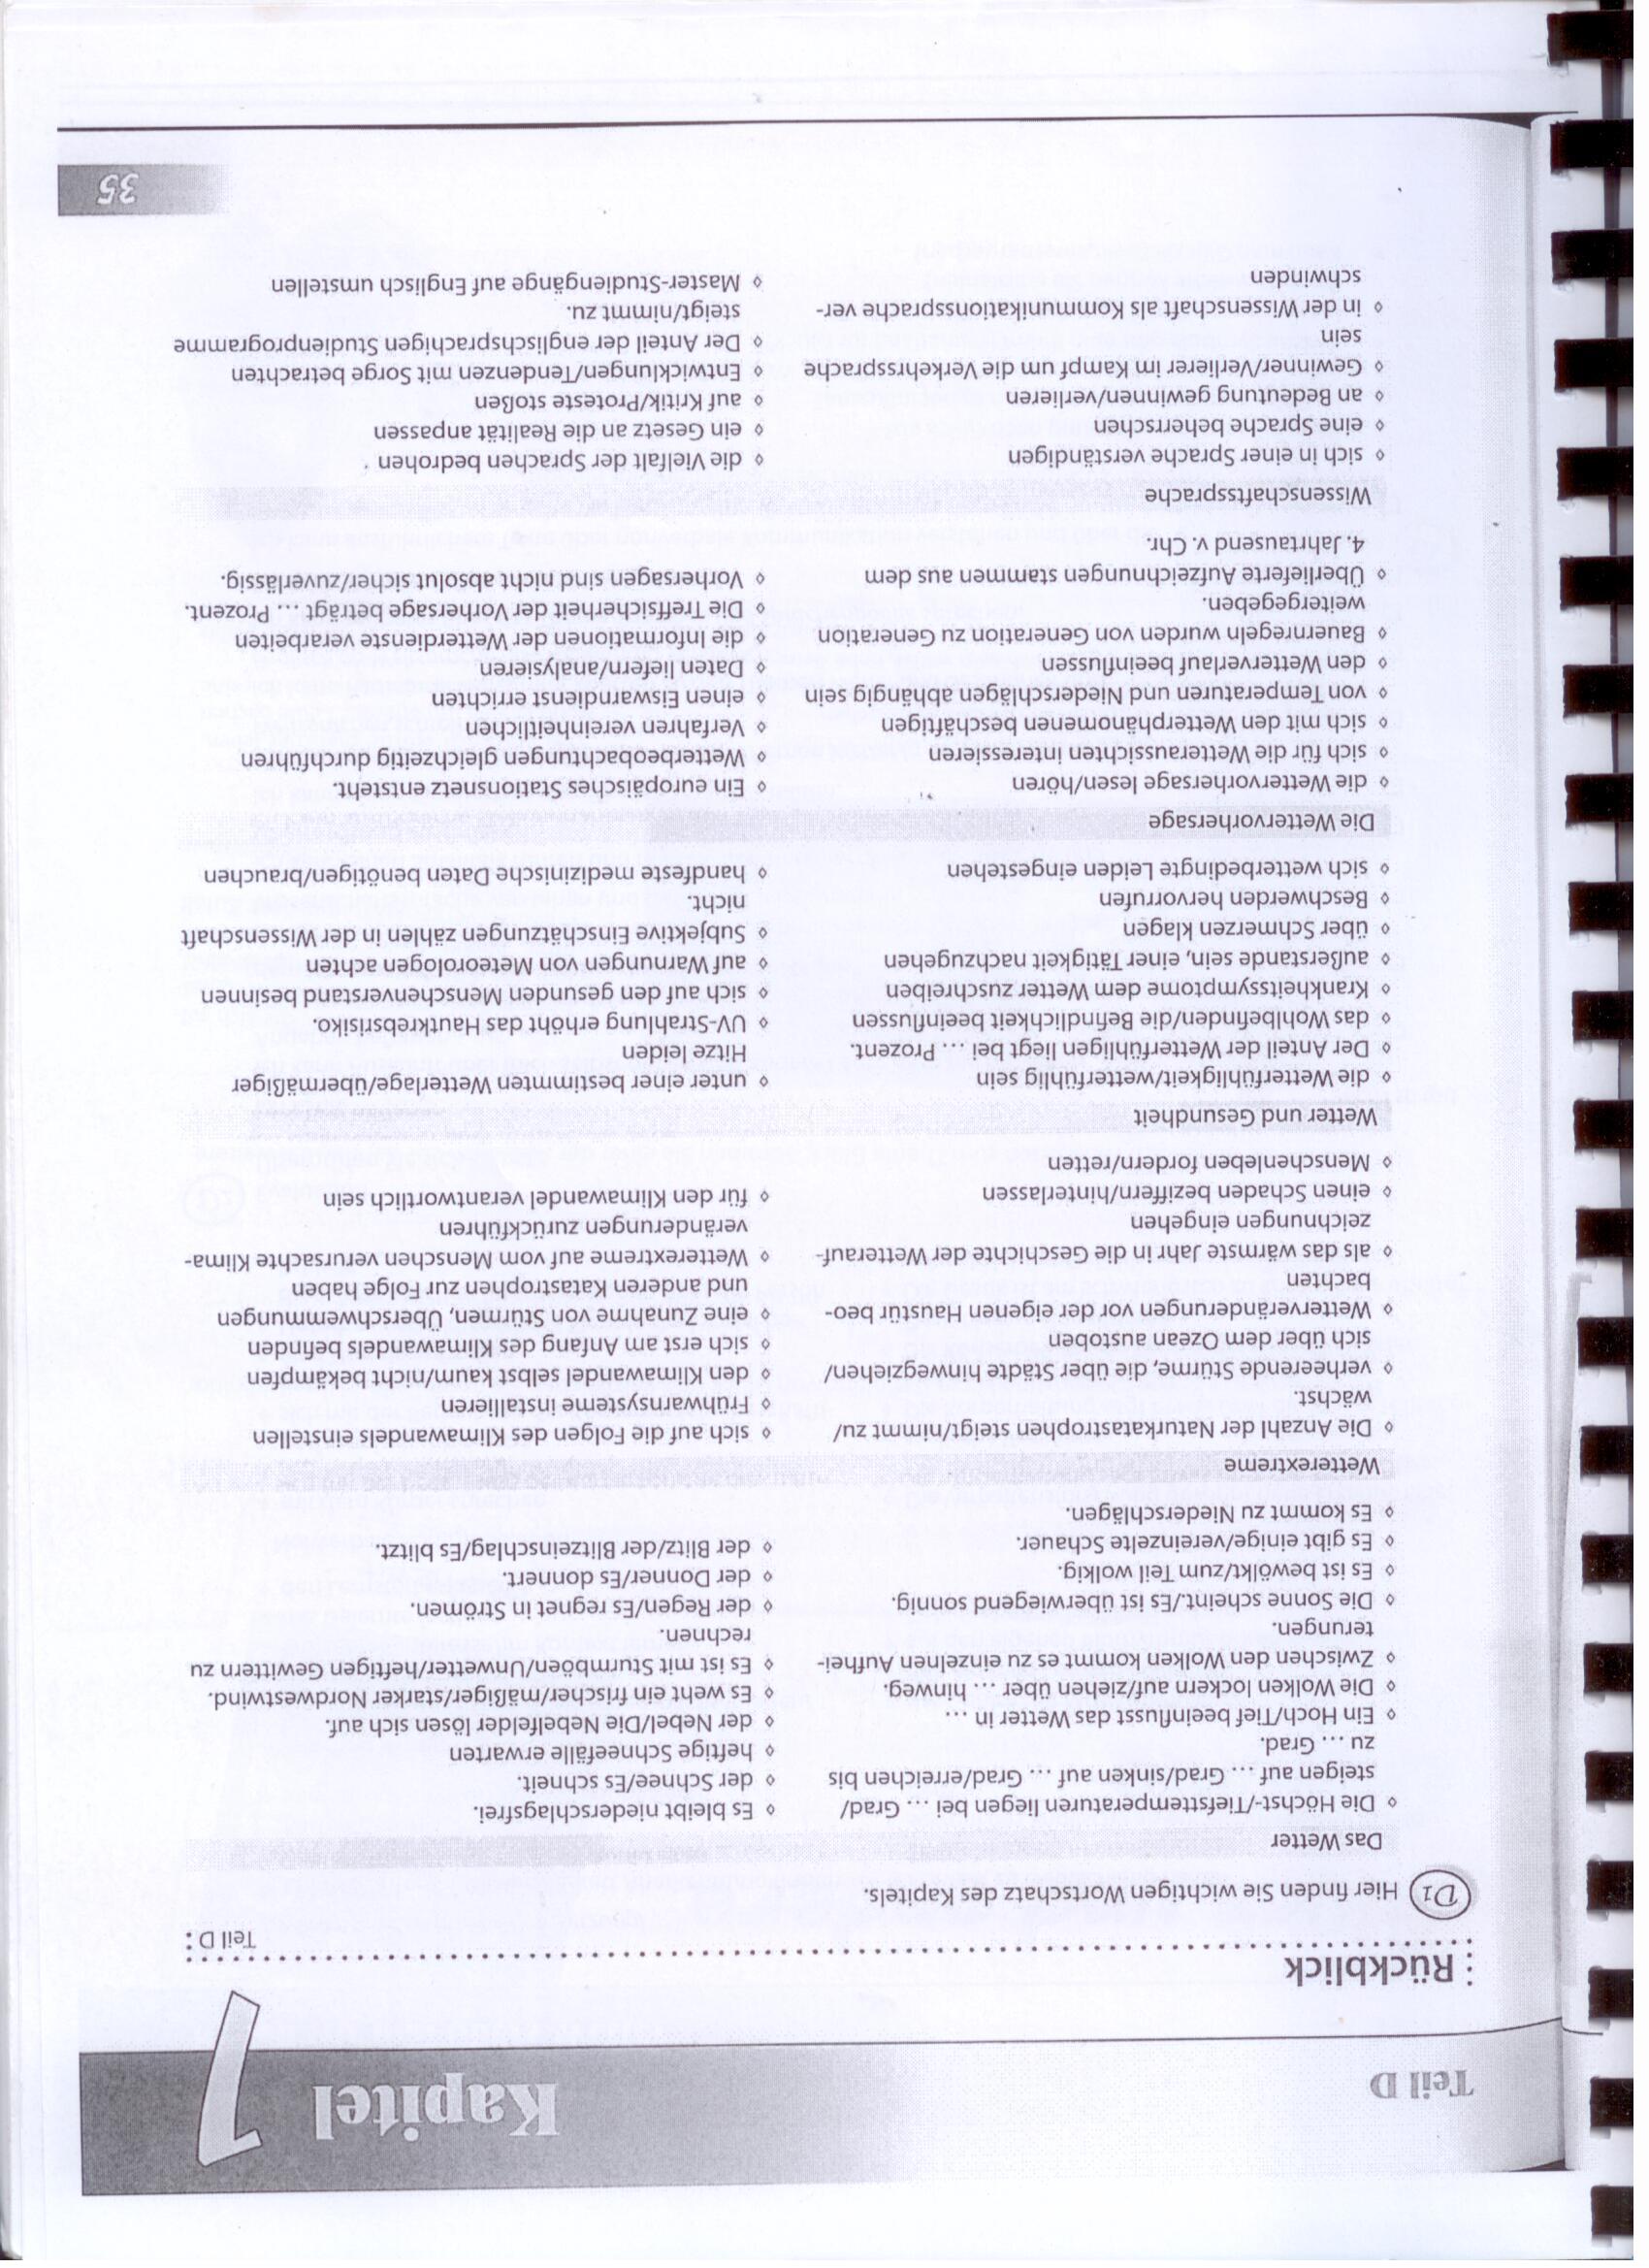 Teil D
Kapitel 1
Rückblick
Teil D
D1 Hier finden Sie wichtigen Wortschatz des Kapitels.
Das Wetter
◊ Die Höchst-/Tiefsttemperaturen liegen bei … Grad/
steigen auf … Grad/sinken auf … Grad/erreichen bis
zu … Grad.
◊ Ein Hoch/Tief beeinflusst das Wetter in …
◊ Die Wolken lockern auf/ziehen über … hinweg.
◊ Zwischen den Wolken kommt es zu einzelnen Aufhei-
terungen.
◊ Die Sonne scheint./Es ist überwiegend sonnig.
◊ Es ist bewölkt/zum Teil wolkig.
◊ Es gibt einige/vereinzelte Schauer.
◊ Es kommt zu Niederschlägen.
◊ Es bleibt niederschlagsfrei.
◊ der Schnee/Es schneit.
◊ heftige Schneefälle erwarten
◊ der Nebel/Die Nebelfelder lösen sich auf.
◊ Es weht ein frischer/mäßiger/starker Nordwestwind.
◊ Es ist mit Sturmböen/Unwetter/heftigen Gewittern zu
rechnen.
◊ der Regen/Es regnet in Strömen.
◊ der Donner/Es donnert.
◊ der Blitz/der Blitzeinschlag/Es blitzt.
Wetterextreme
◊ Die Anzahl der Naturkatastrophen steigt/nimmt zu/
wächst.
◊ verheerende Stürme, die über Städte hinwegziehen/
sich über dem Ozean austoben
◊ Wetterveränderungen vor der eigenen Haustür beo-
bachten
◊ als das wärmste Jahr in die Geschichte der Wetterauf-
zeichnungen eingehen
◊ einen Schaden beziffern/hinterlassen
◊ Menschenleben fordern/retten
◊ sich auf die Folgen des Klimawandels einstellen
◊ Frühwarnsysteme installieren
◊ den Klimawandel selbst kaum/nicht bekämpfen
◊ sich erst am Anfang des Klimawandels befinden
◊ eine Zunahme von Stürmen, Überschwemmungen
und anderen Katastrophen zur Folge haben
◊ Wetterextreme auf vom Menschen verursachte Klima-
veränderungen zurückführen
◊ für den Klimawandel verantwortlich sein
Wetter und Gesundheit
◊ die Wetterfühligkeit/wetterfühlig sein
◊ Der Anteil der Wetterfühligen liegt bei … Prozent.
◊ das Wohlbefinden/die Befindlichkeit beeinflussen
◊ Krankheitssymptome dem Wetter zuschreiben
◊ außerstande sein, einer Tätigkeit nachzugehen
◊ über Schmerzen klagen
◊ Beschwerden hervorrufen
◊ sich wetterbedingte Leiden eingestehen
◊ unter einer bestimmten Wetterlage/übermäßiger
Hitze leiden
◊ UV-Strahlung erhöht das Hautkrebsrisiko.
◊ sich auf den gesunden Menschenverstand besinnen
◊ auf Warnungen von Meteorologen achten
◊ Subjektive Einschätzungen zählen in der Wissenschaft
nicht.
◊ handfeste medizinische Daten benötigen/brauchen
Die Wettervorhersage
◊ die Wettervorhersage lesen/hören
◊ sich für die Wetteraussichten interessieren
◊ sich mit den Wetterphänomenen beschäftigen
◊ von Temperaturen und Niederschlägen abhängig sein
◊ den Wetterverlauf beeinflussen
◊ Bauernregeln wurden von Generation zu Generation
weitergegeben.
◊ Überlieferte Aufzeichnungen stammen aus dem
4. Jahrtausend v. Chr.
◊ Ein europäisches Stationsnetz entsteht.
◊ Wetterbeobachtungen gleichzeitig durchführen
◊ Verfahren vereinheitlichen
◊ einen Eiswarndienst errichten
◊ Daten liefern/analysieren
◊ die Informationen der Wetterdienste verarbeiten
◊ Die Treffsicherheit der Vorhersage beträgt … Prozent.
◊ Vorhersagen sind nicht absolut sicher/zuverlässig.
Wissenschaftssprache
◊ sich in einer Sprache verständigen
◊ eine Sprache beherrschen
◊ an Bedeutung gewinnen/verlieren
◊ Gewinner/Verlierer im Kampf um die Verkehrssprache
sein
◊ in der Wissenschaft als Kommunikationssprache ver-
schwinden
◊ die Vielfalt der Sprachen bedrohen
◊ ein Gesetz an die Realität anpassen
◊ auf Kritik/Proteste stoßen
◊ Entwicklungen/Tendenzen mit Sorge betrachten
◊ Der Anteil der englischsprachigen Studienprogramme
steigt/nimmt zu.
◊ Master-Studiengänge auf Englisch umstellen
35